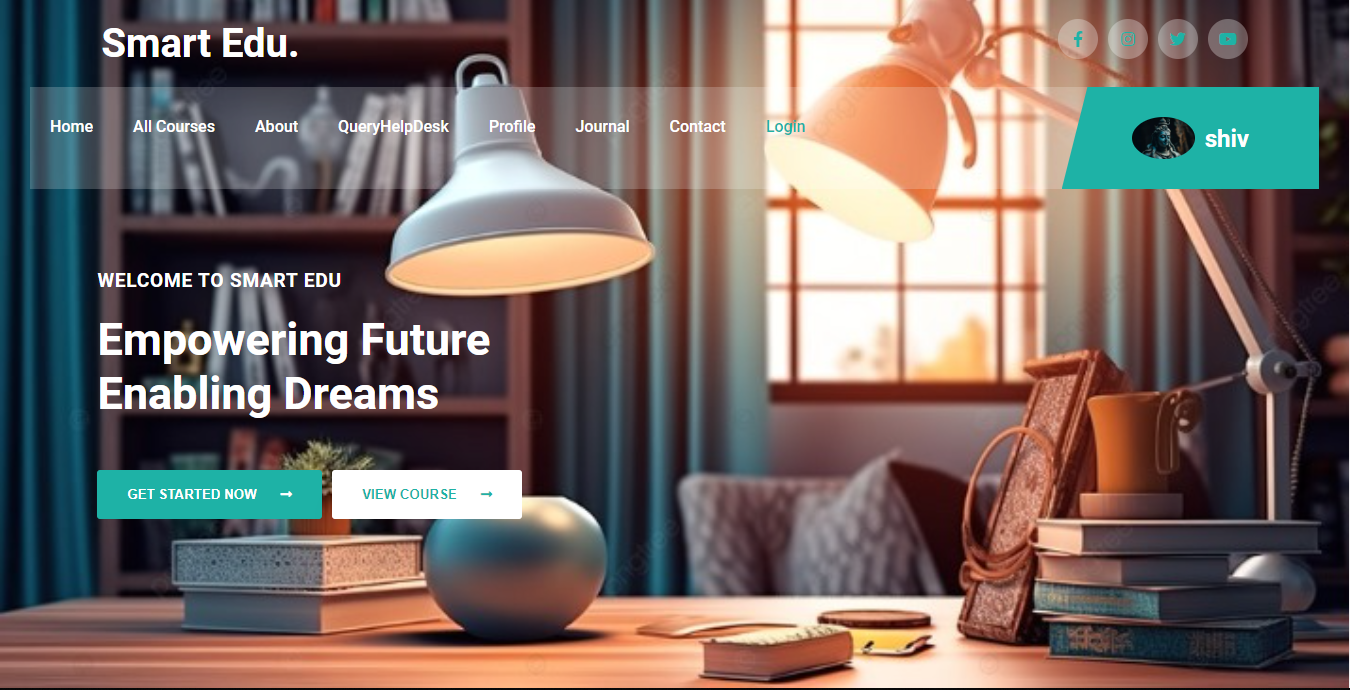 Smart Edu.
Home All Courses About QueryHelpDesk Profile Journal Contact Login
shiv
WELCOME TO SMART EDU
Empowering Future
Enabling Dreams
GET STARTED NOW
VIEW COURSE